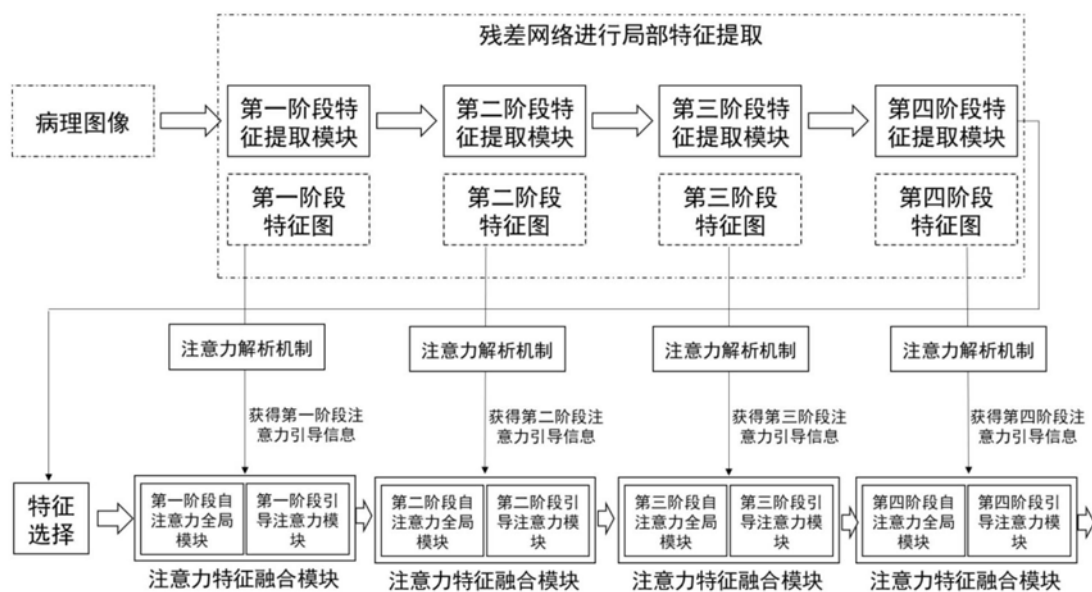 残差网络进行局部特征提取
病理图像
第一阶段特
征提取模块
第二阶段特
征提取模块
第三阶段特
征提取模块
第四阶段特
征提取模块
第一阶段
特征图
第二阶段
特征图
第三阶段
特征图
第四阶段
特征图
注意力解析机制
注意力解析机制
注意力解析机制
注意力解析机制
获得第一阶段注
意力引导信息
获得第二阶段注
意力引导信息
获得第三阶段注
意力引导信息
获得第四阶段注
意力引导信息
特征
选择
第一阶段自
注意力全局
模块
第一阶段引
导注意力模
块
第二阶段自
注意力全局
模块
第二阶段引
导注意力模
块
第三阶段自
注意力全局
模块
第三阶段引
导注意力模
块
第四阶段自
注意力全局
模块
第四阶段引
导注意力模
块
注意力特征融合模块
注意力特征融合模块
注意力特征融合模块
注意力特征融合模块